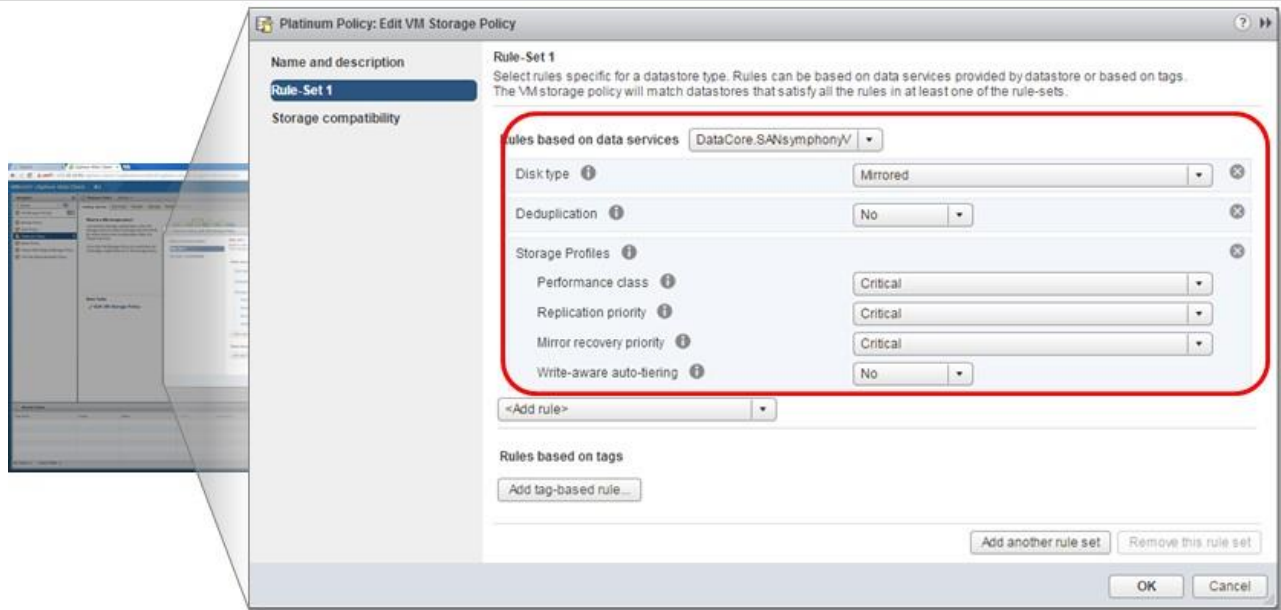 Platinum Policy: Edit VM Storage Policy
Name and description
Rule-Set 1
Storage compatibility
Rule-Set 1
Select rules specific for a datastore type. Rules can be based on data services provided by datastore or based on tags.
The VM storage policy will match datastores that satisfy all the rules in at least one of the rule-sets.
Rules based on data services DataCore.SANsymphonyV
Disk type Mirrored
Deduplication No
Storage Profiles
Performance class Critical
Replication priority Critical
Mirror recovery priority Critical
Write-aware auto-tiering No
<Add rule>
Rules based on tags
Add tag-based rule...
Add another rule set Remove this rule set
OK Cancel